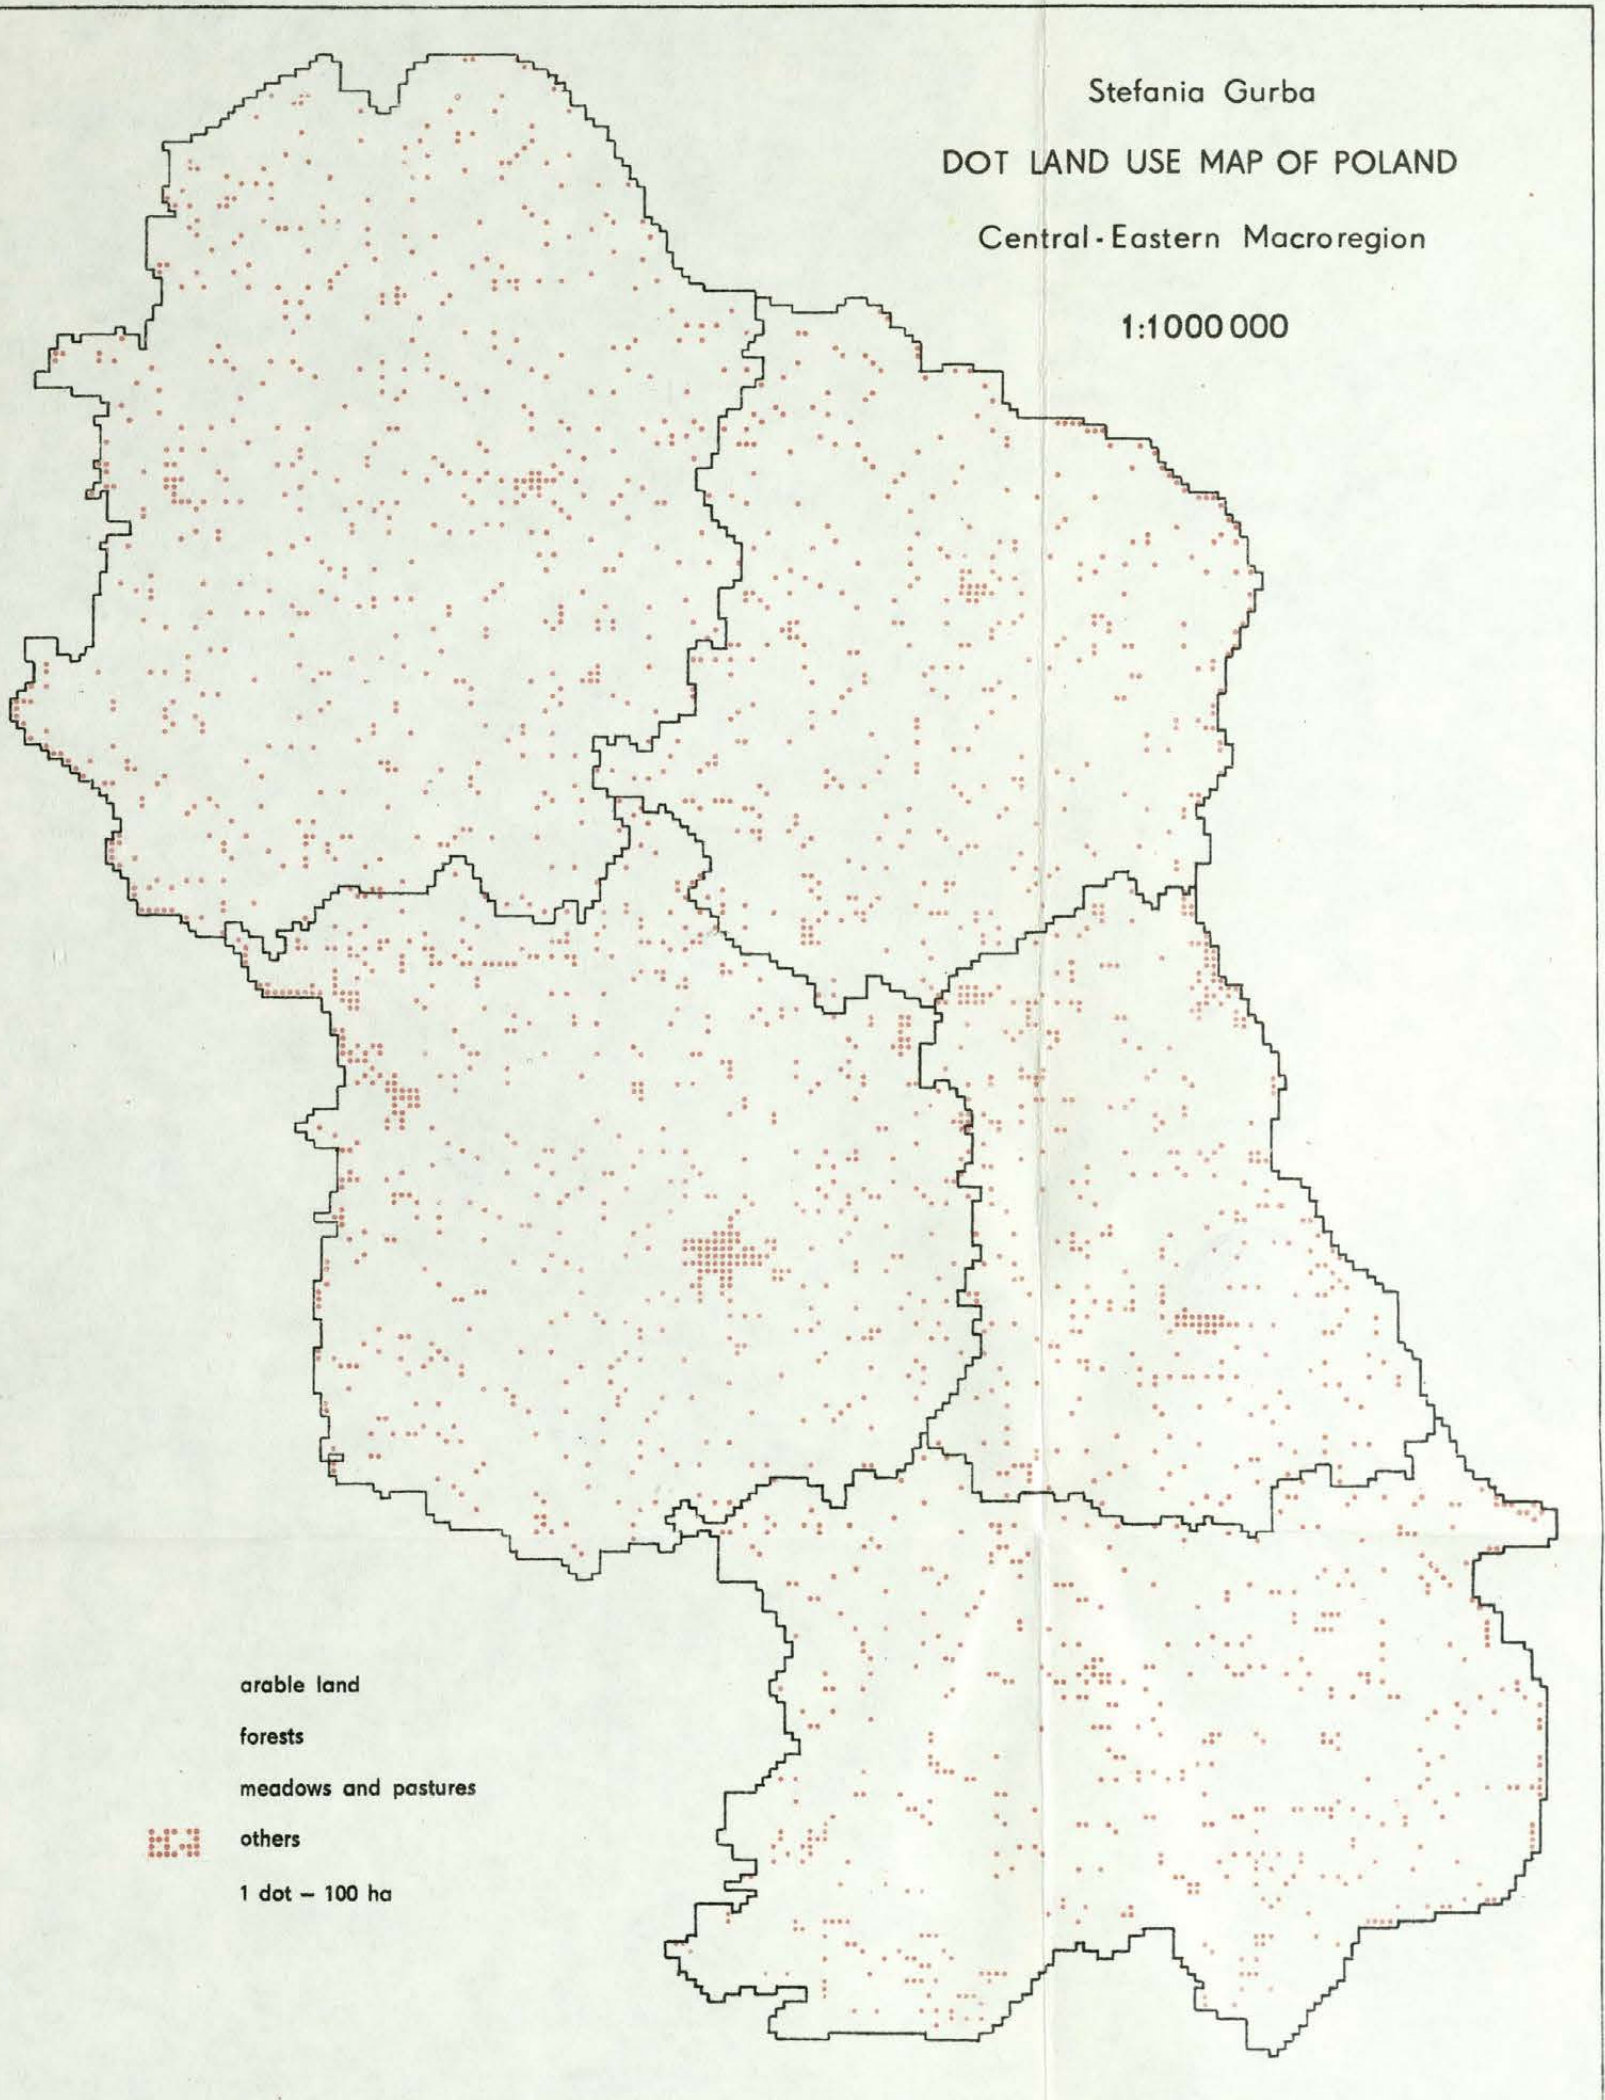 Stefania Gurba
DOT LAND USE MAP OF POLAND
Central-Eastern Macroregion
1:1000 000
arable land
forests
meadows and pastures
others
1 dot – 100 ha